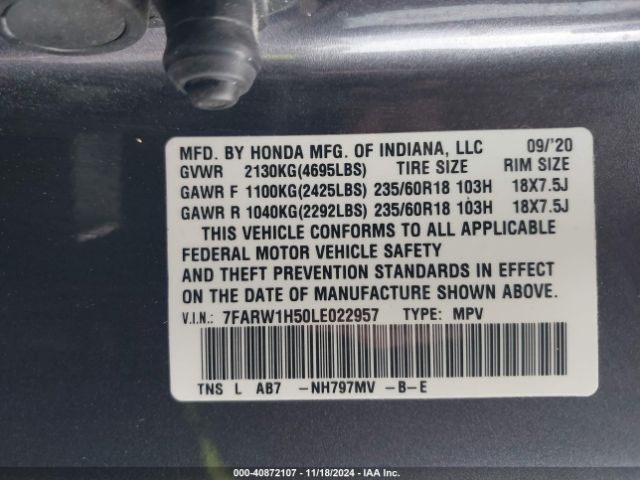 MFD. BY HONDA MFG. OF INDIANA, LLC 09/'20
GVWR 2130KG(4695LBS) TIRE SIZE RIM SIZE
GAWR F 1100KG(2425LBS) 235/60R18 103H 18X7.5J
GAWR R 1040KG(2292LBS) 235/60R18 103H 18X7.5J
THIS VEHICLE CONFORMS TO ALL APPLICABLE
FEDERAL MOTOR VEHICLE SAFETY
AND THEFT PREVENTION STANDARDS IN EFFECT
ON THE DATE OF MANUFACTURE SHOWN ABOVE.
V.I.N.: 7FARW1H50LE022957 TYPE: MPV
TNS L AB7 -NH797MV -B-E
000-40872107 - 11/18/2024 - IAA Inc.